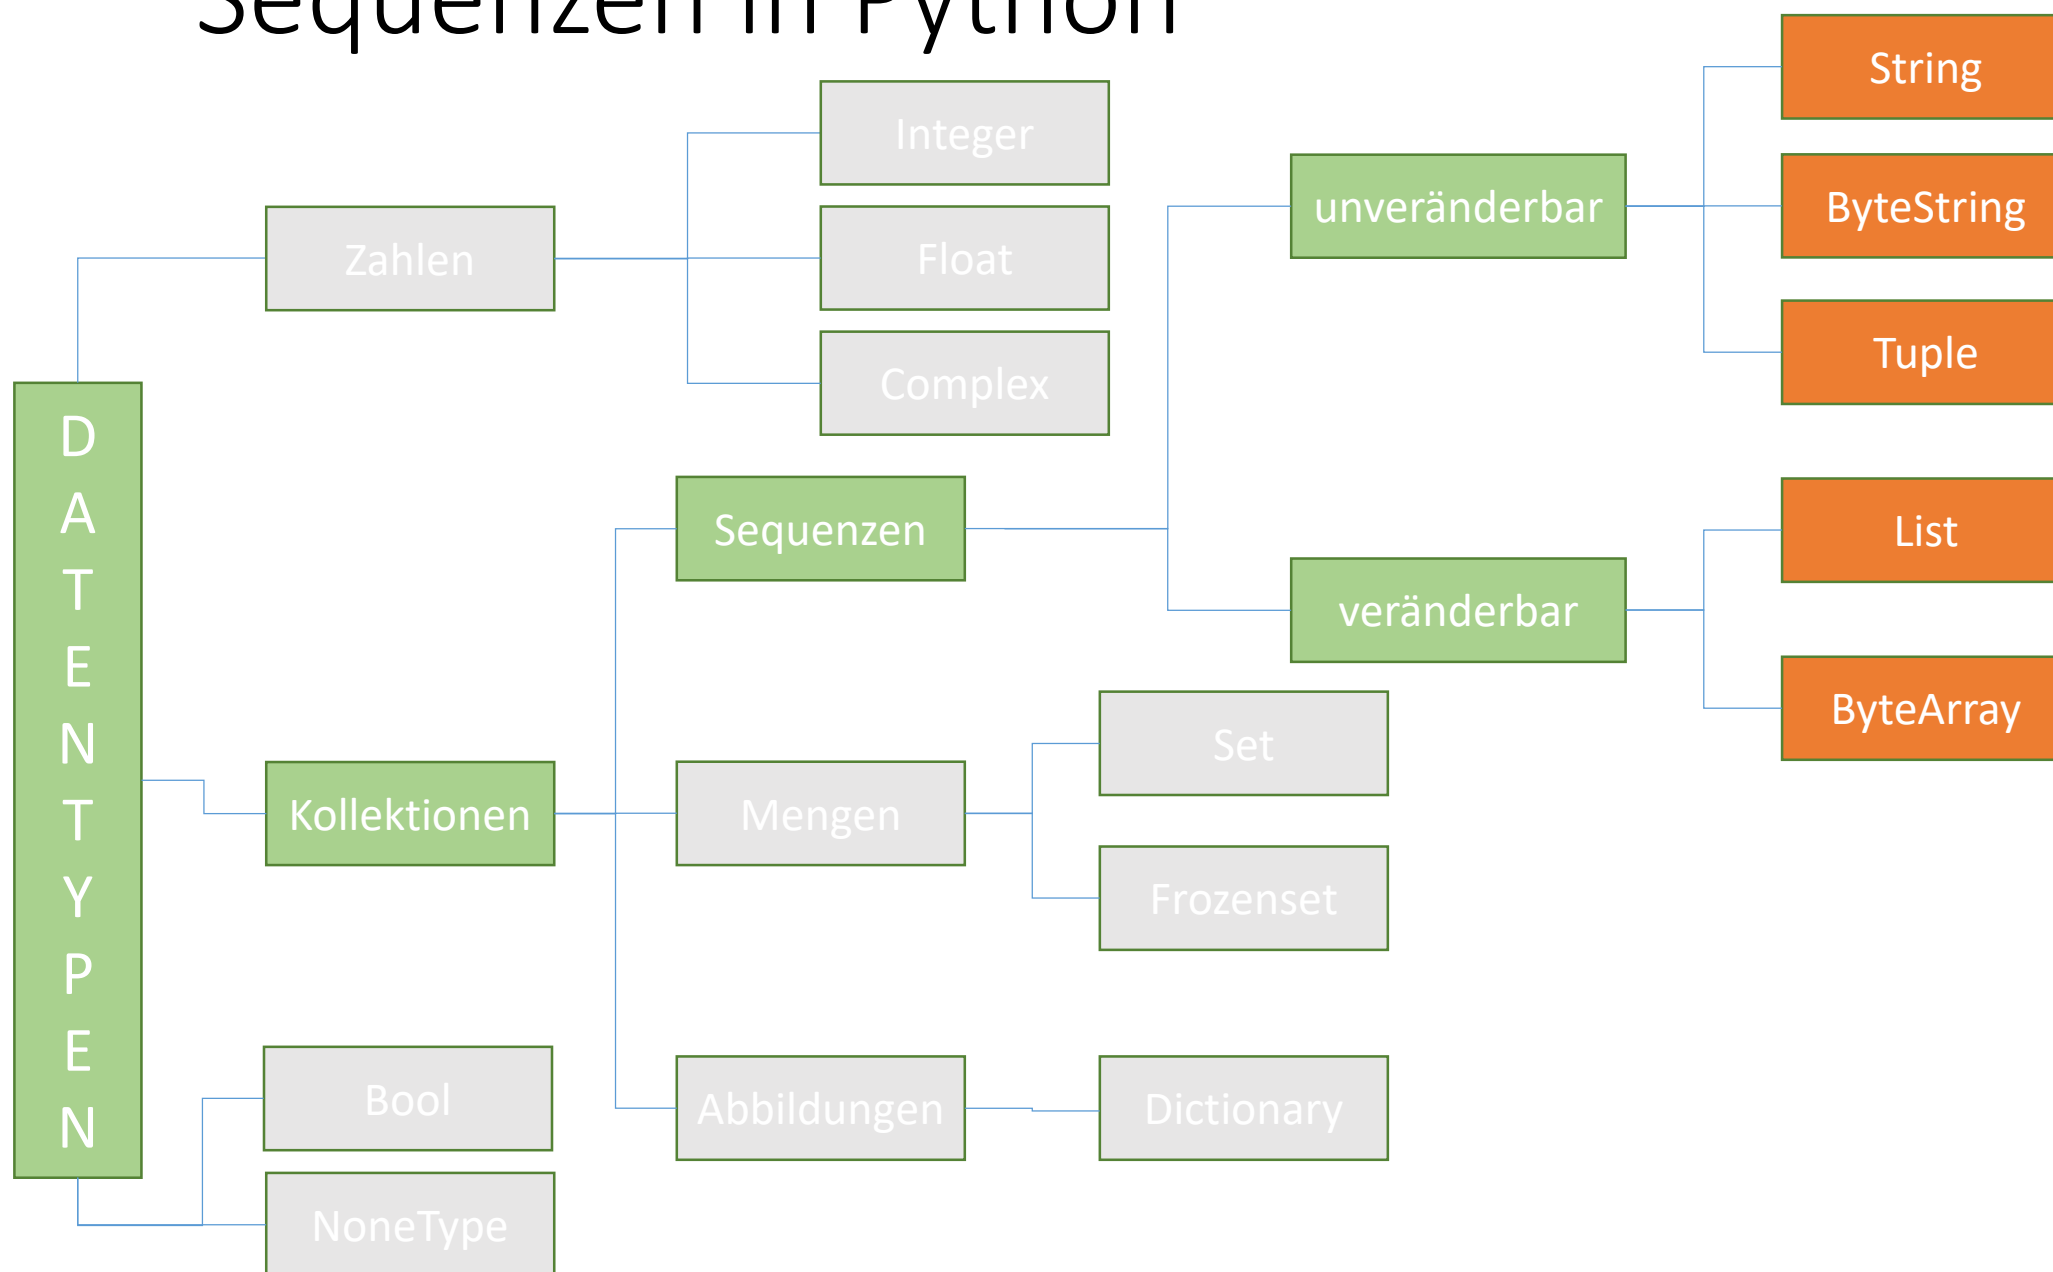 Sequenzen in Python
String
Integer
unveränderbar
ByteString
Zahlen
Float
Tuple
Complex
DATENTYPEN
Sequenzen
List
veränderbar
ByteArray
Set
Kollektionen
Mengen
Frozenset
Bool
Abbildungen
Dictionary
NoneType